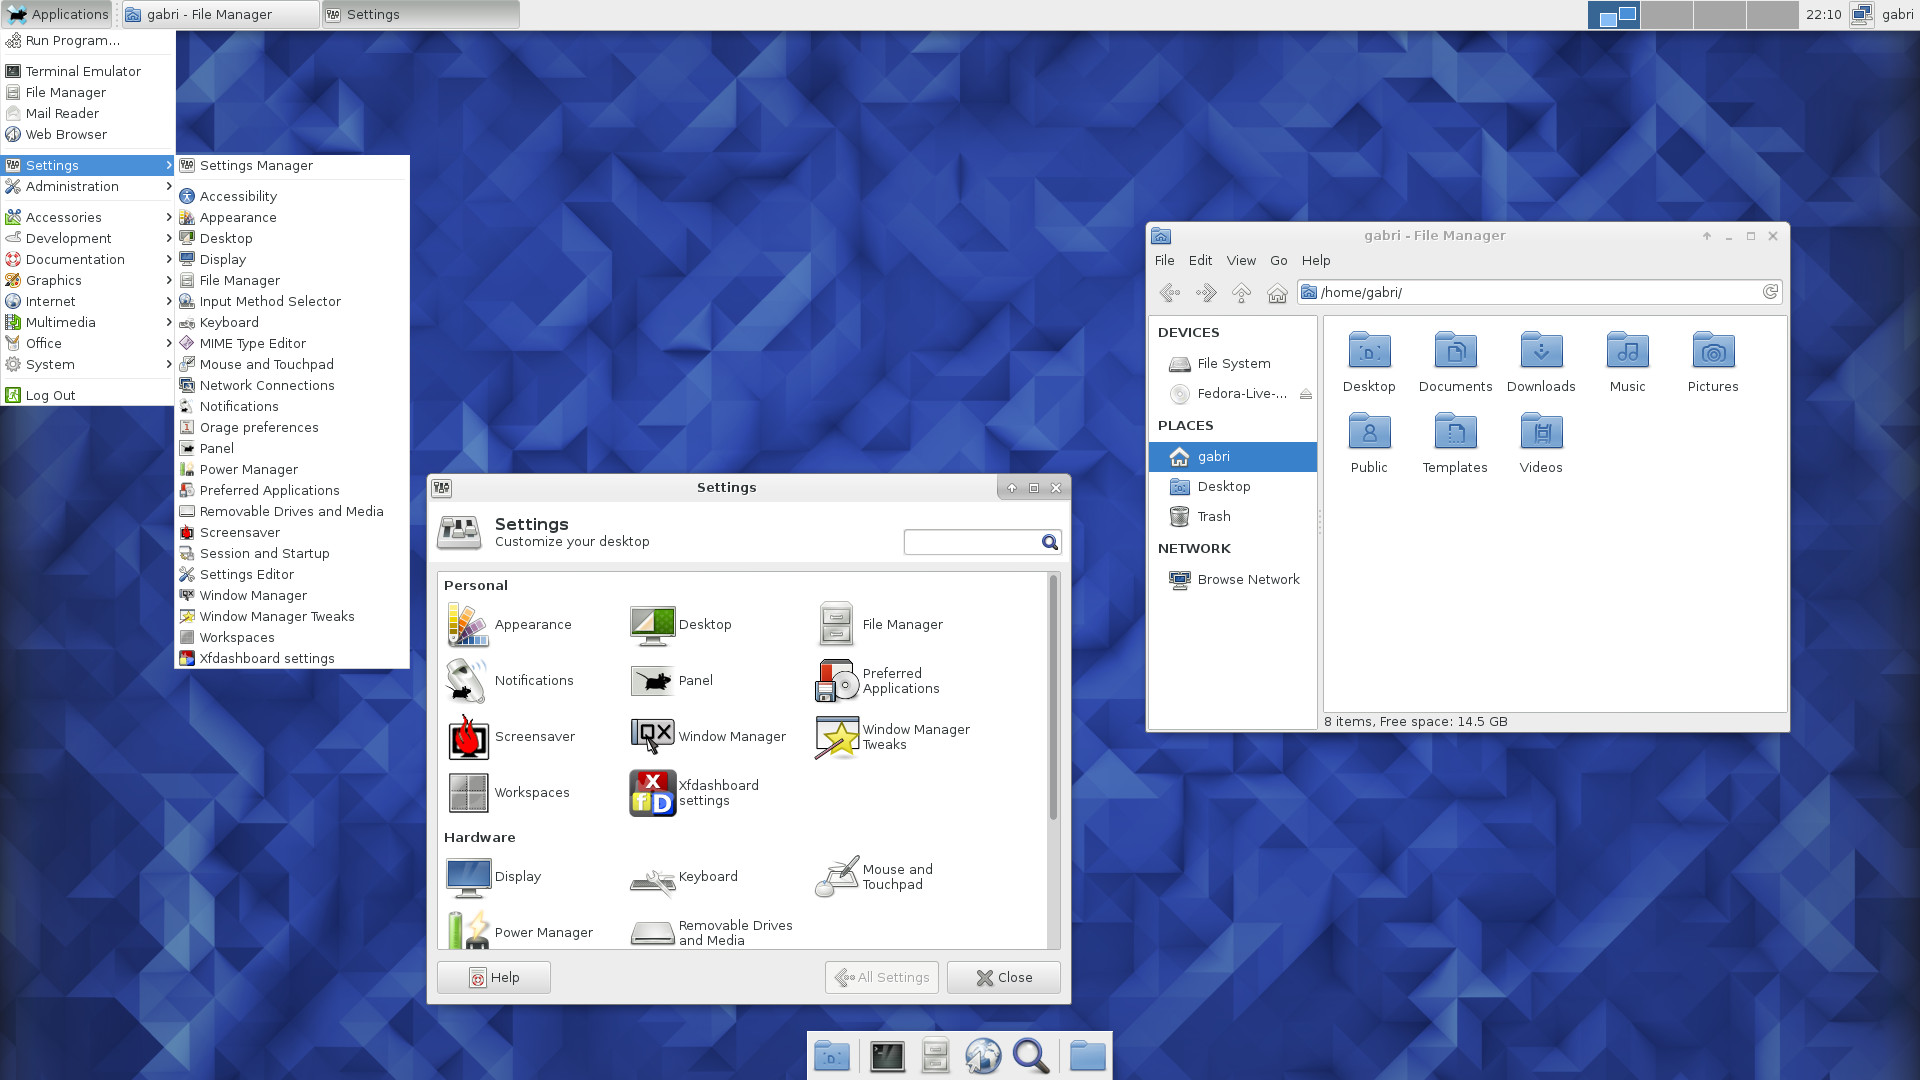 Applications
gabri - File Manager
Settings
22:10
gabri
Run Program...
Terminal Emulator
File Manager
Mail Reader
Web Browser
Settings
Administration
Accessories
Development
Documentation
Graphics
Internet
Multimedia
Office
System
Log Out
Settings Manager
Accessibility
Appearance
Desktop
Display
File Manager
Input Method Selector
Keyboard
MIME Type Editor
Mouse and Touchpad
Network Connections
Notifications
Orage preferences
Panel
Power Manager
Preferred Applications
Removable Drives and Media
Screensaver
Session and Startup
Settings Editor
Window Manager
Window Manager Tweaks
Workspaces
Xfdashboard settings
gabri - File Manager
File Edit View Go Help
/home/gabri/
DEVICES
File System
Fedora-Live-...
PLACES
gabri
Desktop
Trash
NETWORK
Browse Network
Desktop Documents Downloads Music Pictures
Public Templates Videos
8 items, Free space: 14.5 GB
Settings
Settings
Customize your desktop
Personal
Appearance
Desktop
File Manager
Notifications
Panel
Preferred
Applications
Screensaver
Window Manager
Window Manager
Tweaks
Workspaces
Xfdashboard
settings
Hardware
Display
Keyboard
Mouse and
Touchpad
Power Manager
Removable Drives
and Media
Help
All Settings
Close